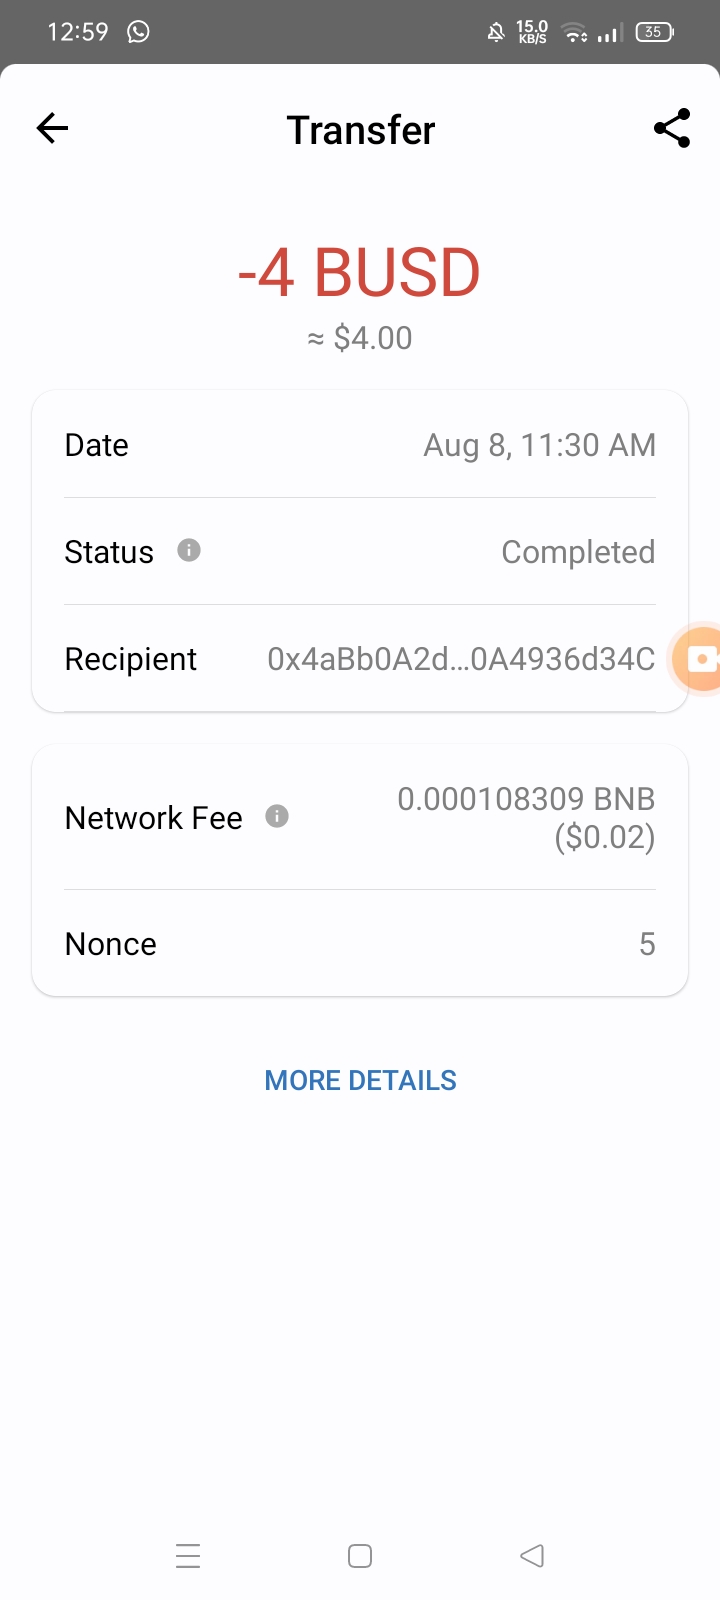 12:59 15.0 KB/S 35
Transfer
-4 BUSD
≈ $4.00
Date Aug 8, 11:30 AM
Status Completed
Recipient 0x4aBb0A2d...0A4936d34C
Network Fee 0.000108309 BNB
($0.02)
Nonce 5
MORE DETAILS